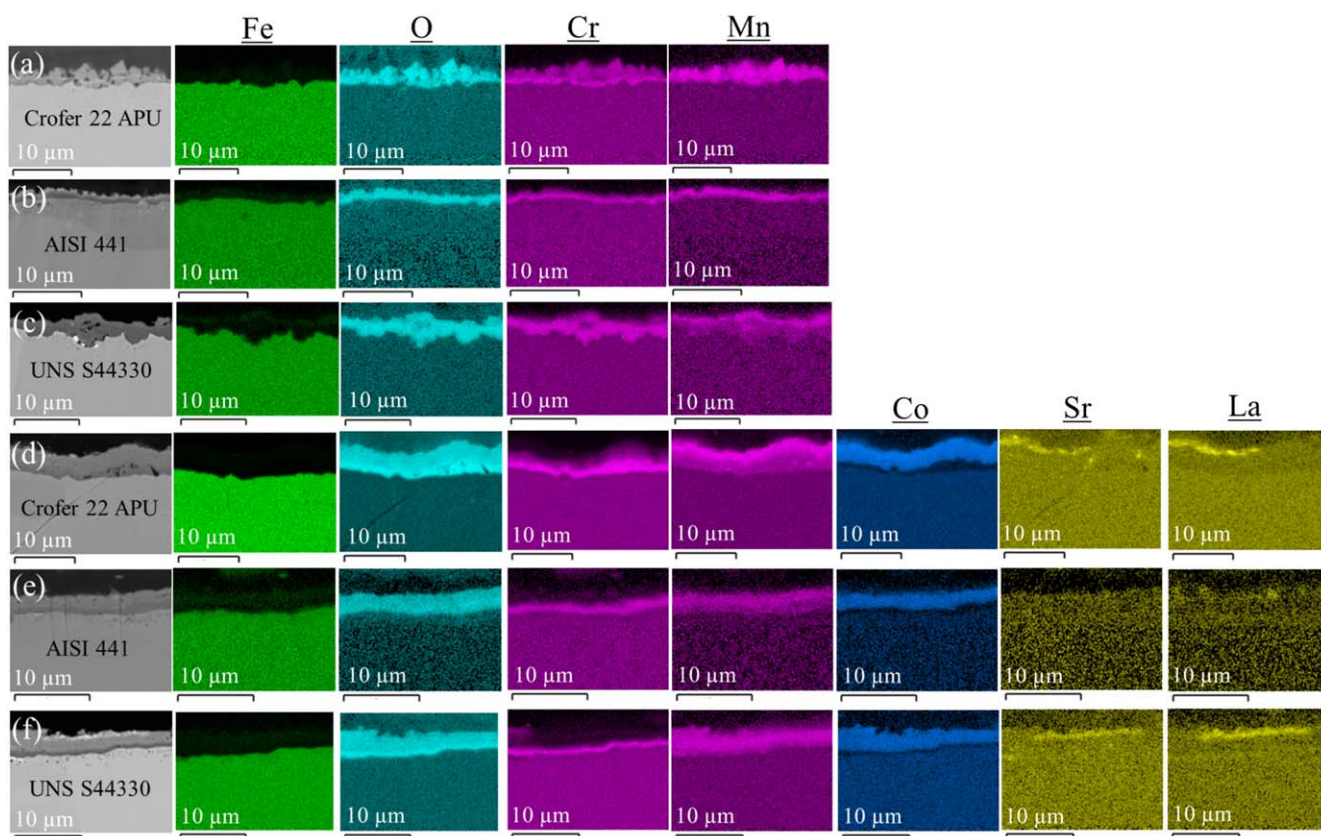 Fe O Cr Mn
(a)
Crofer 22 APU
10 µm 10 µm 10 µm 10 µm 10 µm
(b)
AISI 441
10 µm 10 µm 10 µm 10 µm 10 µm
(c)
UNS S44330
10 µm 10 µm 10 µm 10 µm 10 µm
Co Sr La
(d)
Crofer 22 APU
10 µm 10 µm 10 µm 10 µm 10 µm 10 µm 10 µm 10 µm
(e)
AISI 441
10 µm 10 µm 10 µm 10 µm 10 µm 10 µm 10 µm 10 µm
(f)
UNS S44330
10 µm 10 µm 10 µm 10 µm 10 µm 10 µm 10 µm 10 µm